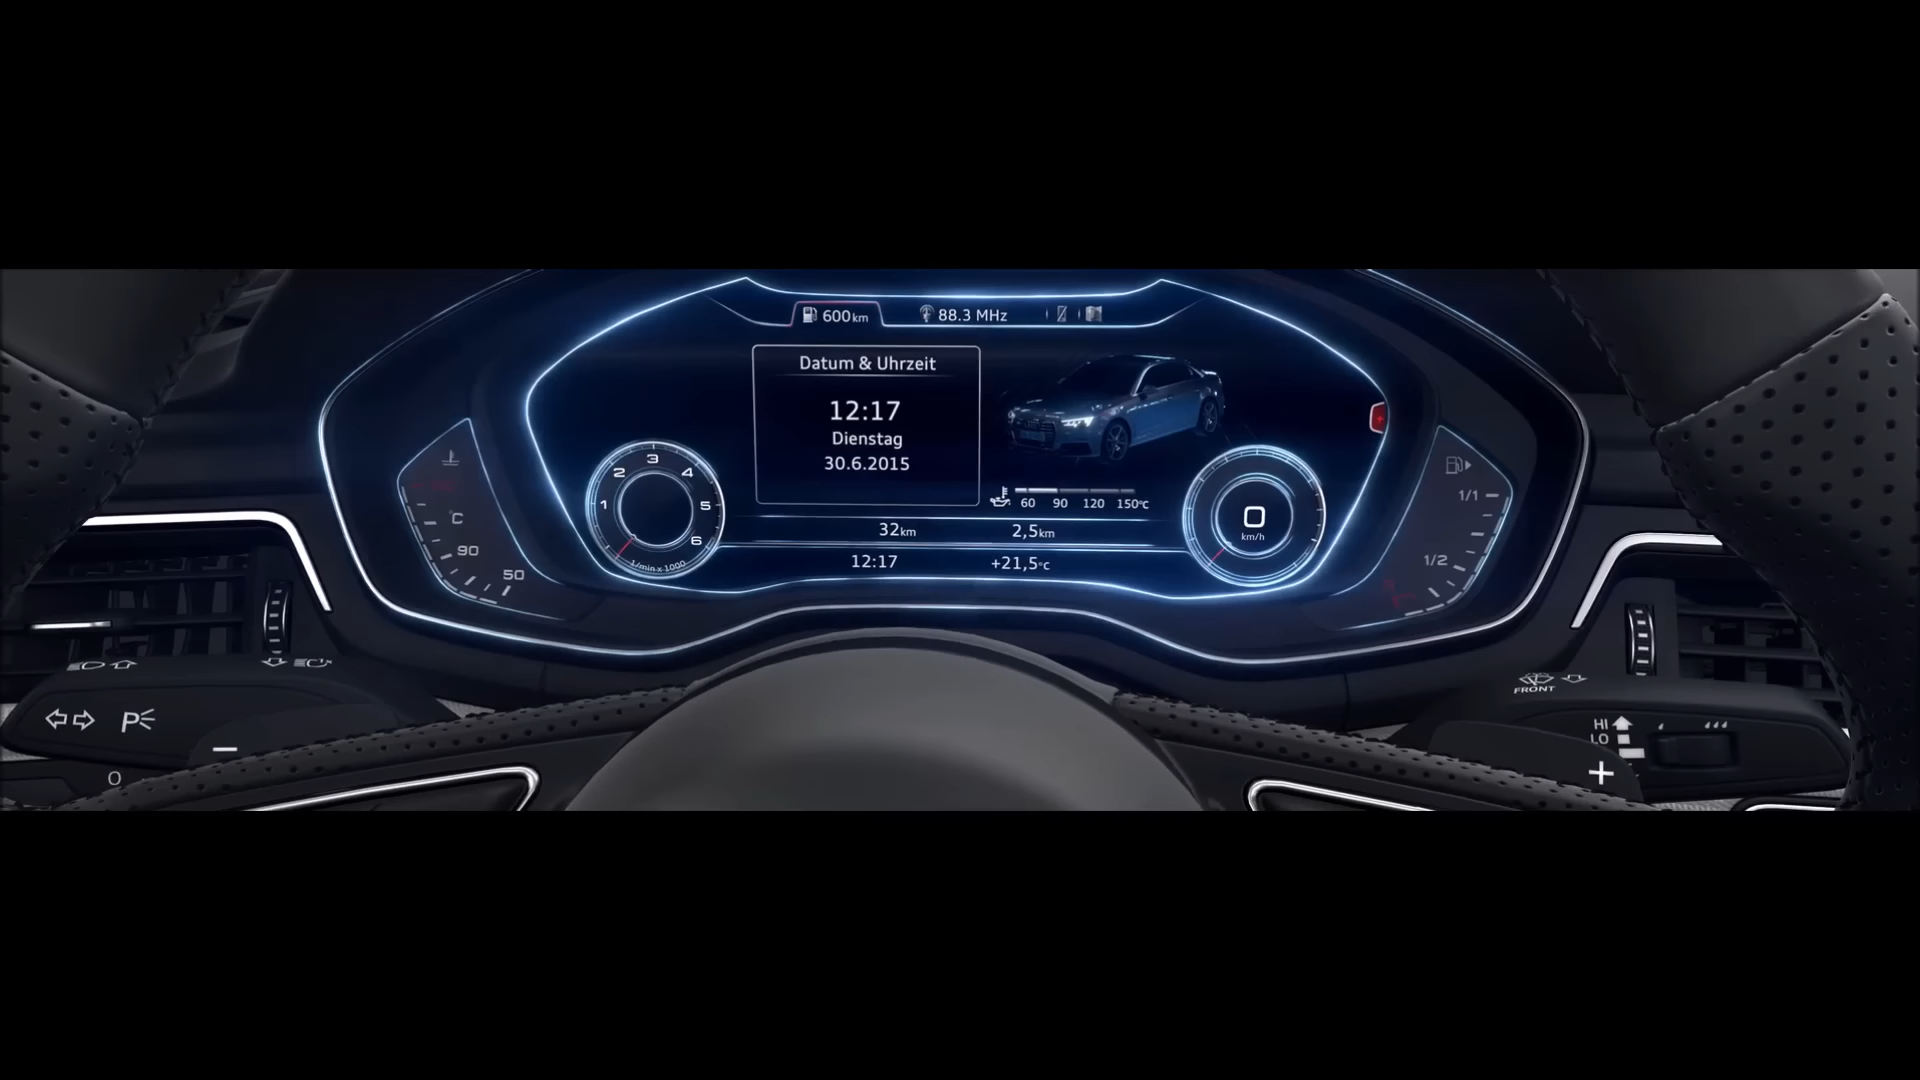 600km
88.3 MHz
Datum & Uhrzeit
12:17
Dienstag
30.6.2015
60 90 120 150°C
32km 2,5km
12:17 +21,5°C
1 2 3 4 5 6
1/min x 1000
0
km/h
°C
90
50
1/1
1/2
P
−
O
FRONT
HI
LO
+